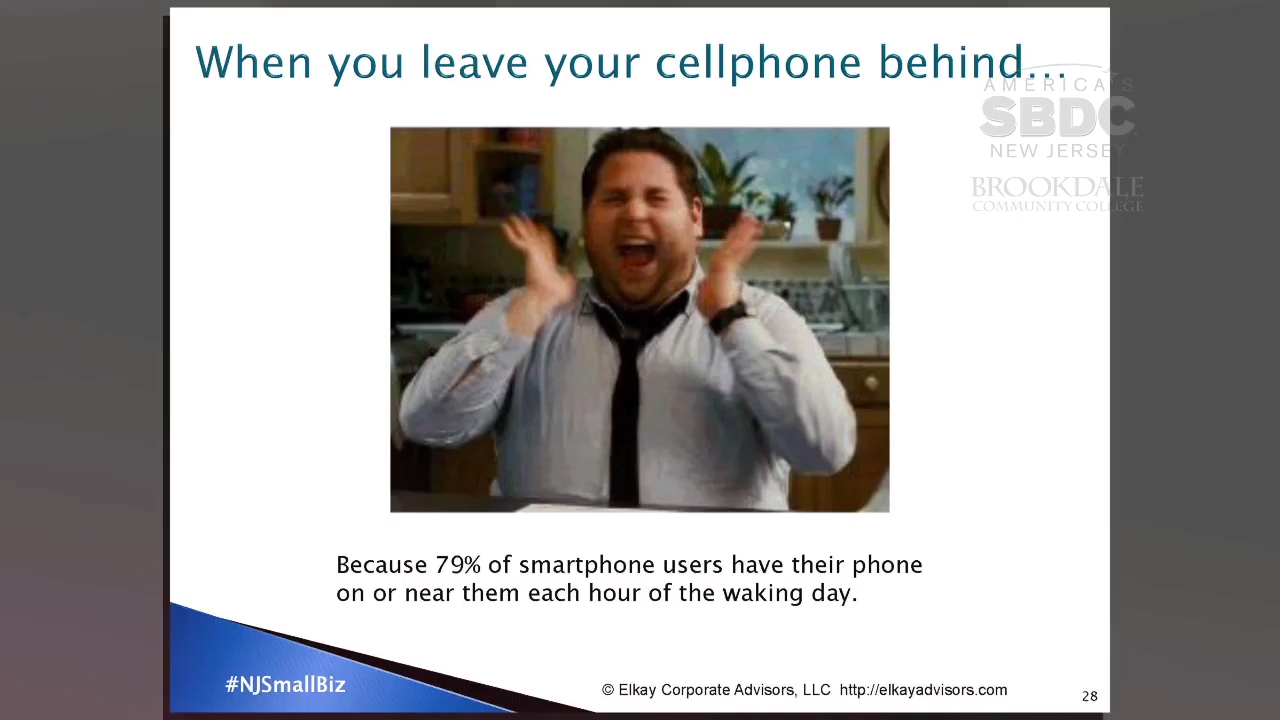 When you leave your cellphone behind...
AMERICA'S
SBDC
NEW JERSEY
BROOKDALE
COMMUNITY COLLEGE
Because 79% of smartphone users have their phone
on or near them each hour of the waking day.
#NJSmallBiz
© Elkay Corporate Advisors, LLC http://elkayadvisors.com
28